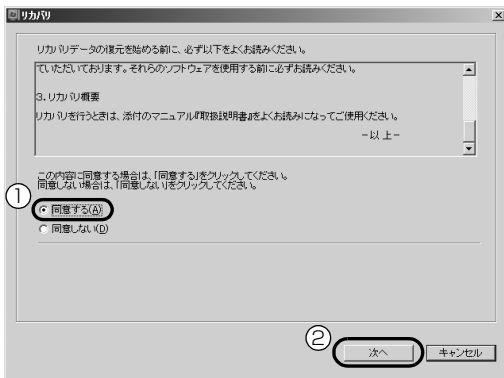 リカバリ
リカバリデータの復元を始める前に、必ず以下をよくお読みください。
ていただいております。それらのソフトウェアを使用する前に必ずお読みください。
3. リカバリ概要
リカバリを行うときは、添付のマニュアル『取扱説明書』をよくお読みになってご使用ください。
－以 上－
この内容に同意する場合は、「同意する」をクリックしてください。
同意しない場合は、「同意しない」をクリックしてください。
①
同意する(A)
同意しない(D)
②
次へ
キャンセル